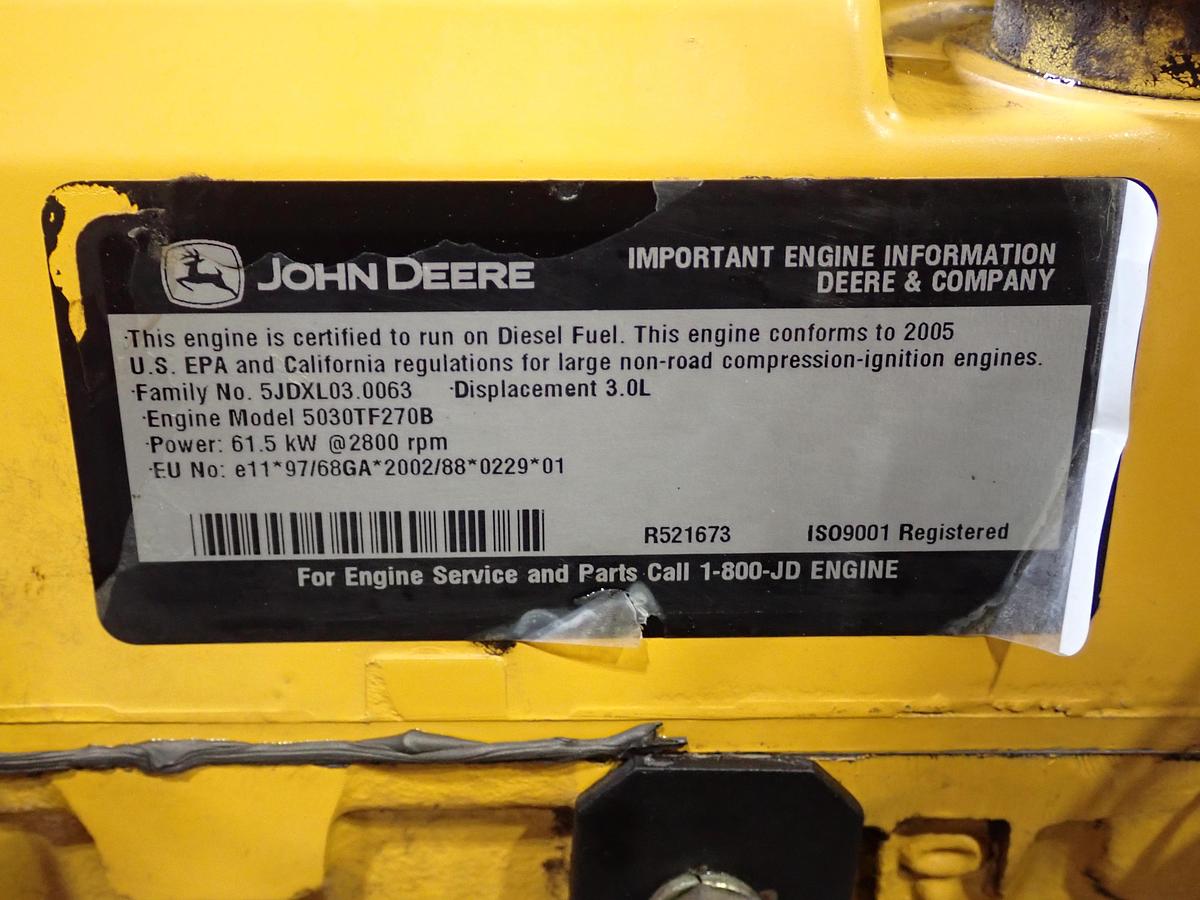 JOHN DEERE
IMPORTANT ENGINE INFORMATION
DEERE & COMPANY
·This engine is certified to run on Diesel Fuel. This engine conforms to 2005
U.S. EPA and California regulations for large non-road compression-ignition engines.
·Family No. 5JDXL03.0063 ·Displacement 3.0L
·Engine Model 5030TF270B
·Power: 61.5 kW @2800 rpm
·EU No: e11*97/68GA*2002/88*0229*01
R521673 ISO9001 Registered
For Engine Service and Parts Call 1-800-JD ENGINE